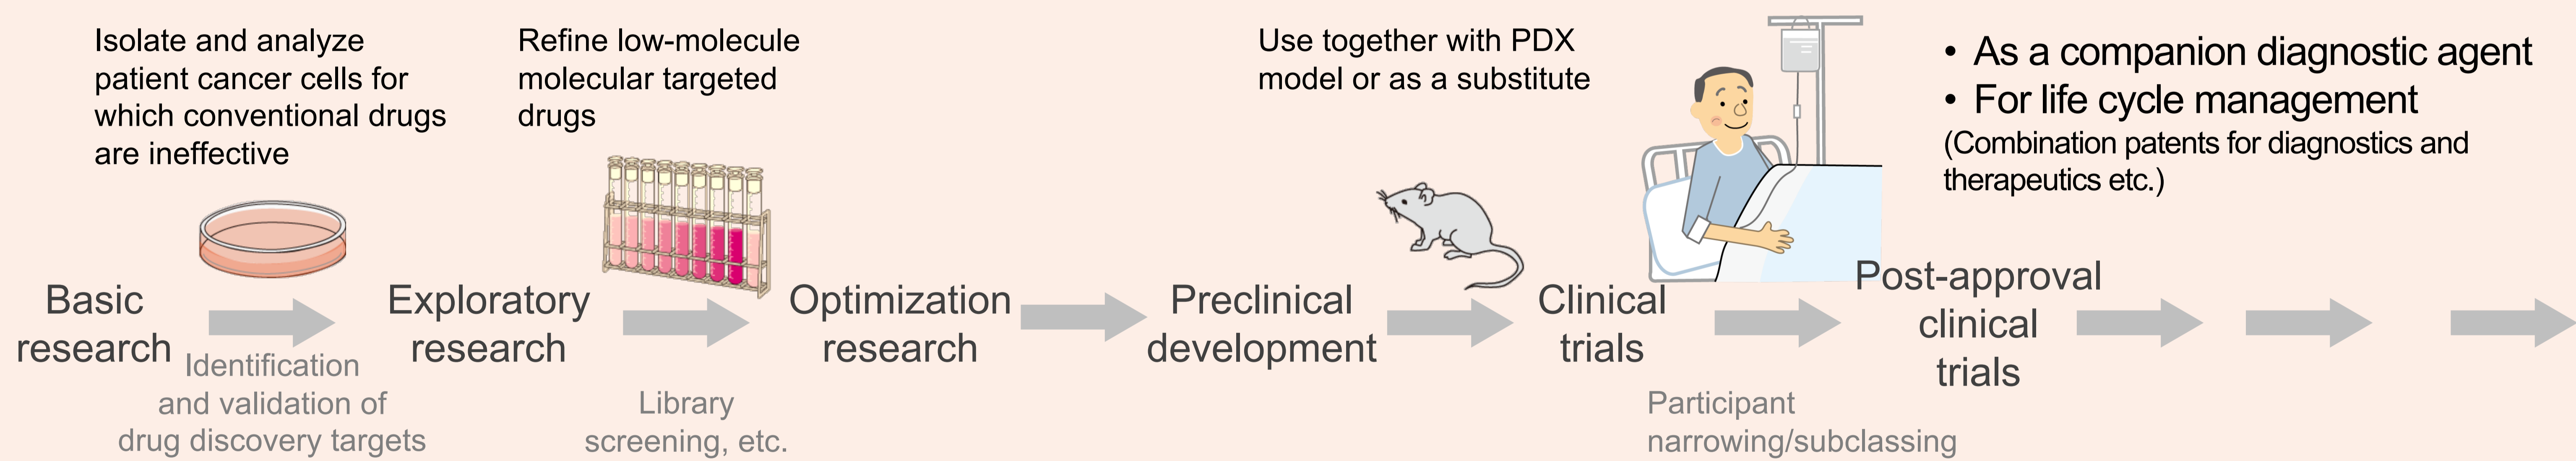 Isolate and analyze
patient cancer cells for
which conventional drugs
are ineffective
Refine low-molecule
molecular targeted
drugs
Use together with PDX
model or as a substitute
• As a companion diagnostic agent
• For life cycle management
(Combination patents for diagnostics and
therapeutics etc.)
Basic
research
Identification
and validation of
drug discovery targets
Exploratory
research
Library
screening, etc.
Optimization
research
Preclinical
development
Clinical
trials
Participant
narrowing/subclassing
Post-approval
clinical
trials